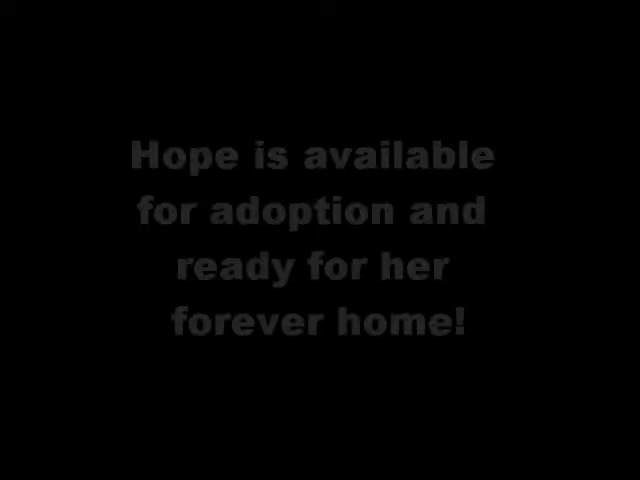 Hope is available
for adoption and
ready for her
forever home!